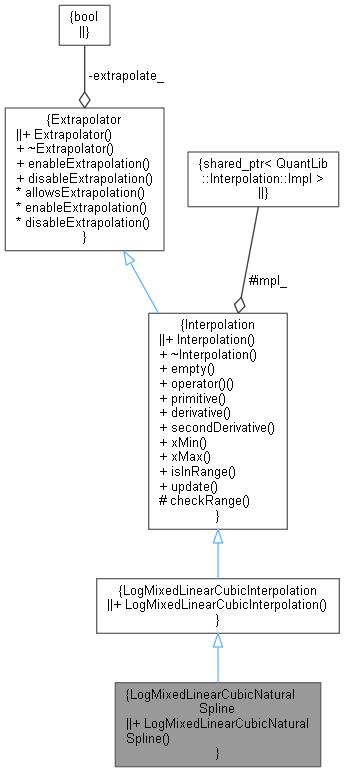 {bool
||}
-extrapolate_
{Extrapolator
||+ Extrapolator()
+ ~Extrapolator()
+ enableExtrapolation()
+ disableExtrapolation()
* allowsExtrapolation()
* enableExtrapolation()
* disableExtrapolation()
}
{shared_ptr< QuantLib
::Interpolation::Impl >
||}
#impl_
{Interpolation
||+ Interpolation()
+ ~Interpolation()
+ empty()
+ operator()()
+ primitive()
+ derivative()
+ secondDerivative()
+ xMin()
+ xMax()
+ isInRange()
+ update()
# checkRange()
}
{LogMixedLinearCubicInterpolation
||+ LogMixedLinearCubicInterpolation()
}
{LogMixedLinearCubicNatural
Spline
||+ LogMixedLinearCubicNatural
Spline()
}